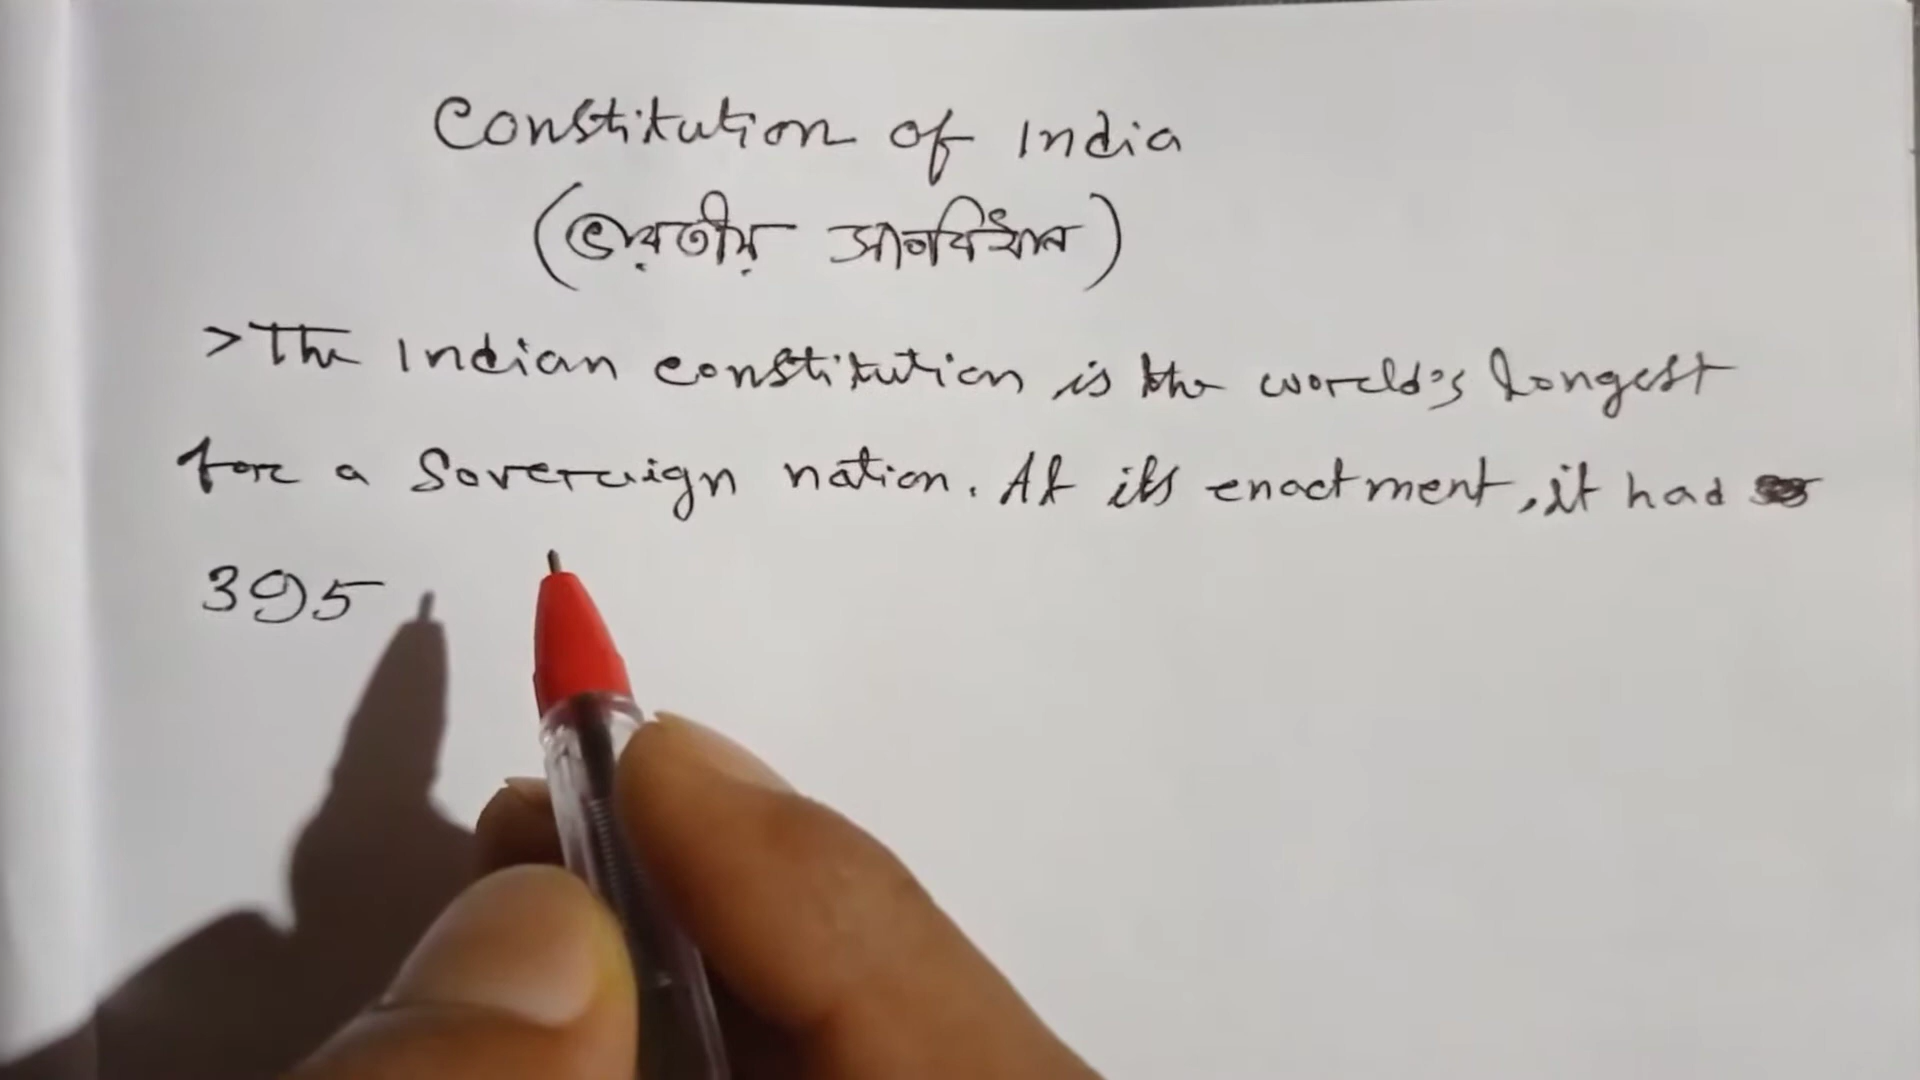 Constitution of India
(ভারতীয় সানবিধান)
>The Indian constitution is the world's longest
for a Sovereign nation. At its enactment, it had
395